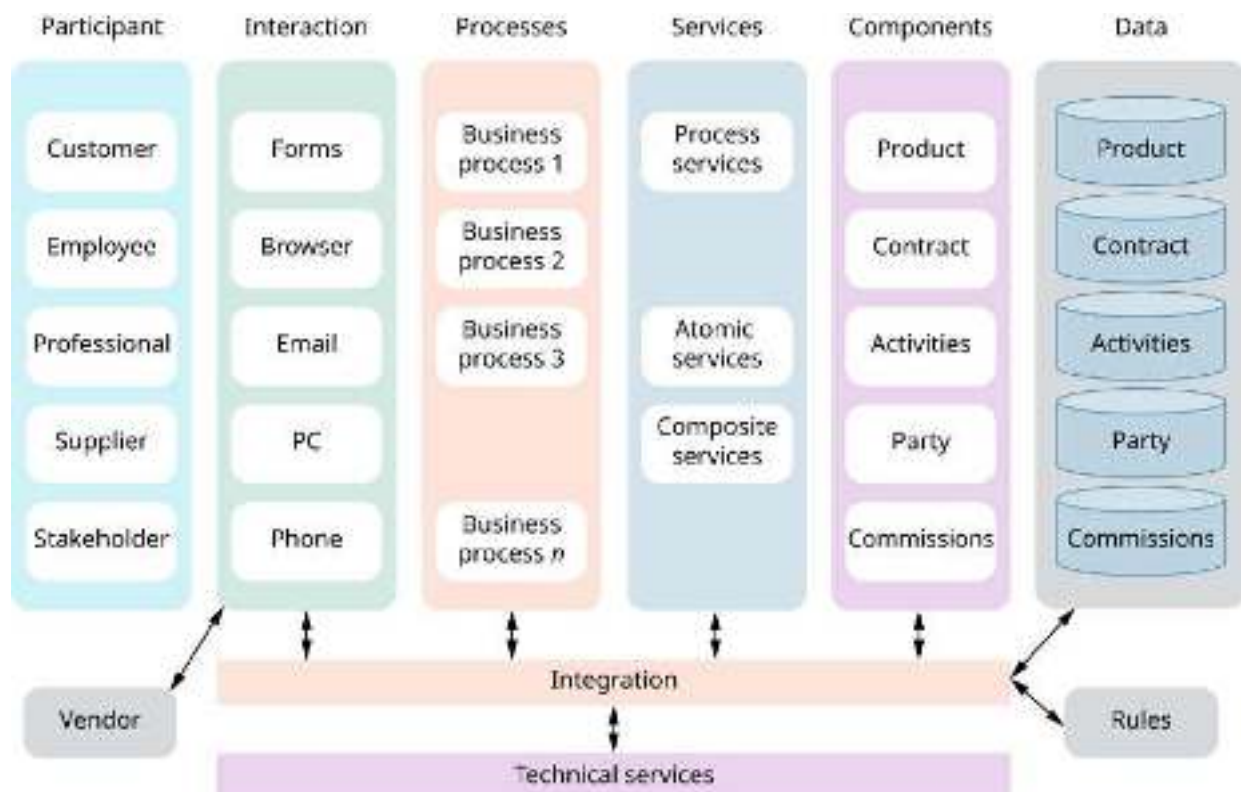 Participant
Interaction
Processes
Services
Components
Data
Customer
Employee
Professional
Supplier
Stakeholder
Forms
Browser
Email
PC
Phone
Business
process 1
Business
process 2
Business
process 3
Business
process n
Process
services
Atomic
services
Composite
services
Product
Contract
Activities
Party
Commissions
Product
Contract
Activities
Party
Commissions
Integration
Vendor
Rules
Technical services